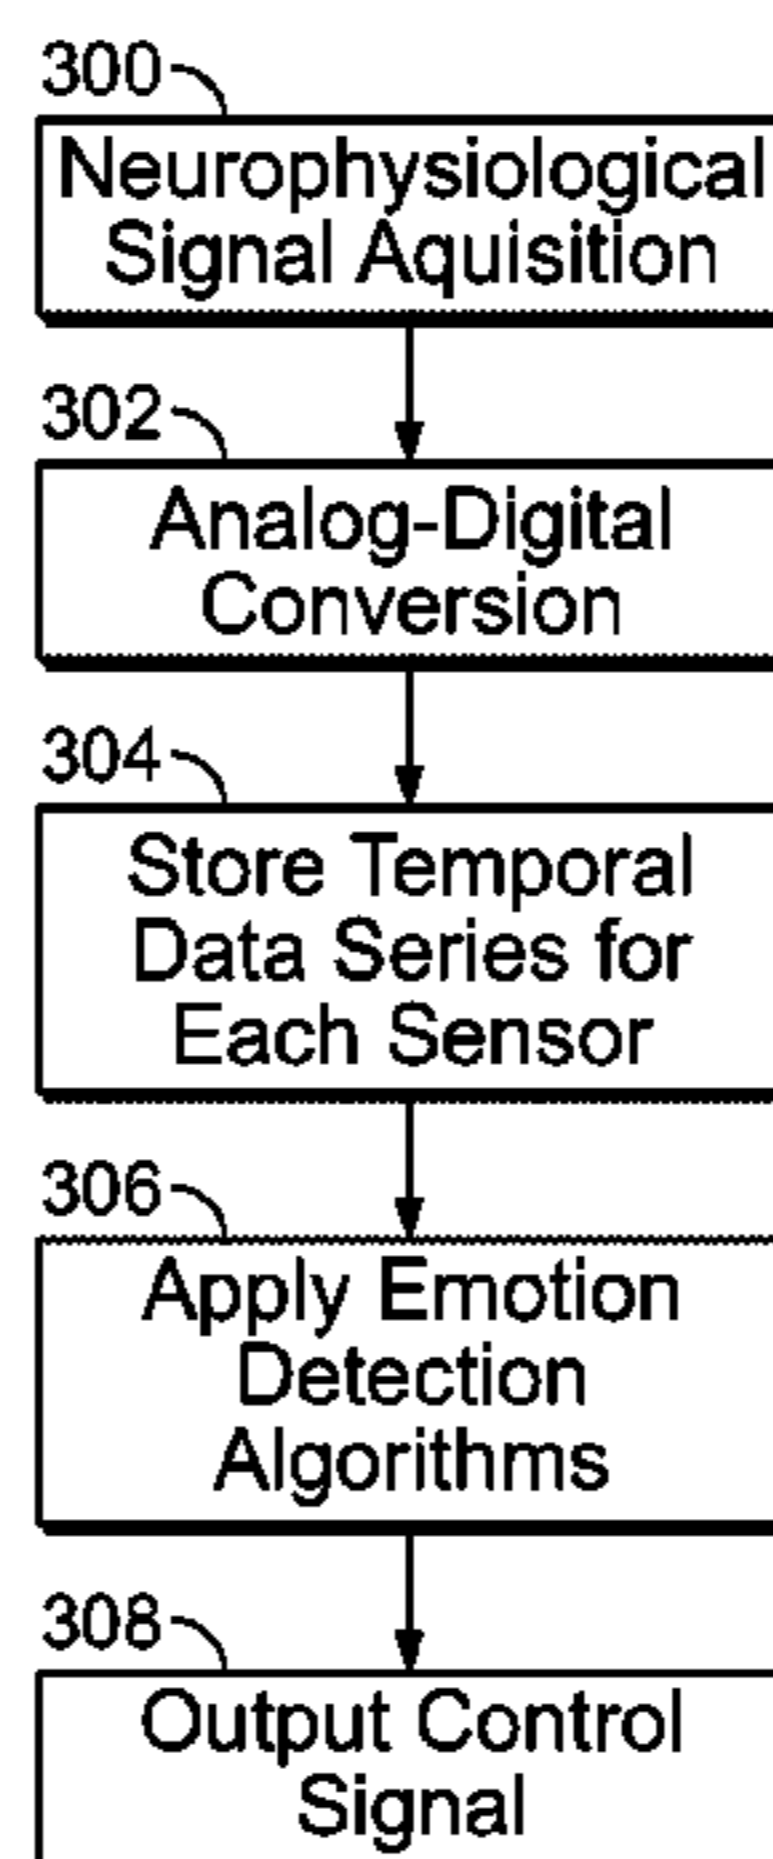 300
Neurophysiological
Signal Aquisition
302
Analog-Digital
Conversion
304
Store Temporal
Data Series for
Each Sensor
306
Apply Emotion
Detection
Algorithms
308
Output Control
Signal